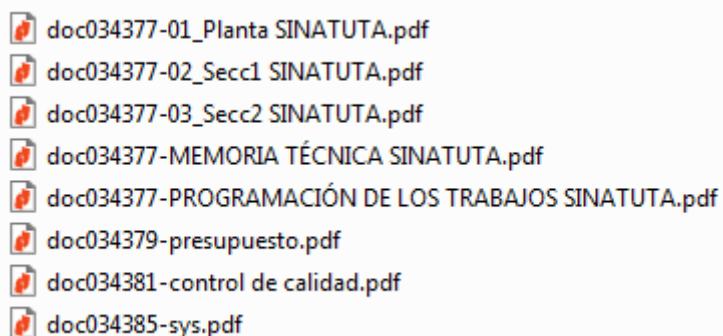 doc034377-01_Planta SINATUTA.pdf
doc034377-02_Secc1 SINATUTA.pdf
doc034377-03_Secc2 SINATUTA.pdf
doc034377-MEMORIA TÉCNICA SINATUTA.pdf
doc034377-PROGRAMACIÓN DE LOS TRABAJOS SINATUTA.pdf
doc034379-presupuesto.pdf
doc034381-control de calidad.pdf
doc034385-sys.pdf